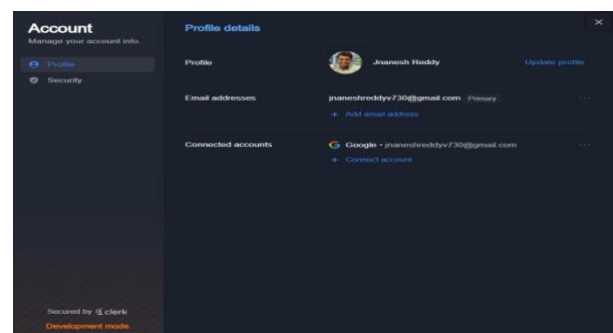 Account
Manage your account info.
Profile
Security
Profile details
Profile
Jnanesh Reddy
Update profile
Email addresses
jnaneshreddyv730@gmail.com Primary
+ Add email address
Connected accounts
Google • jnaneshreddyv730@gmail.com
+ Connect account
Secured by clerk
Development mode